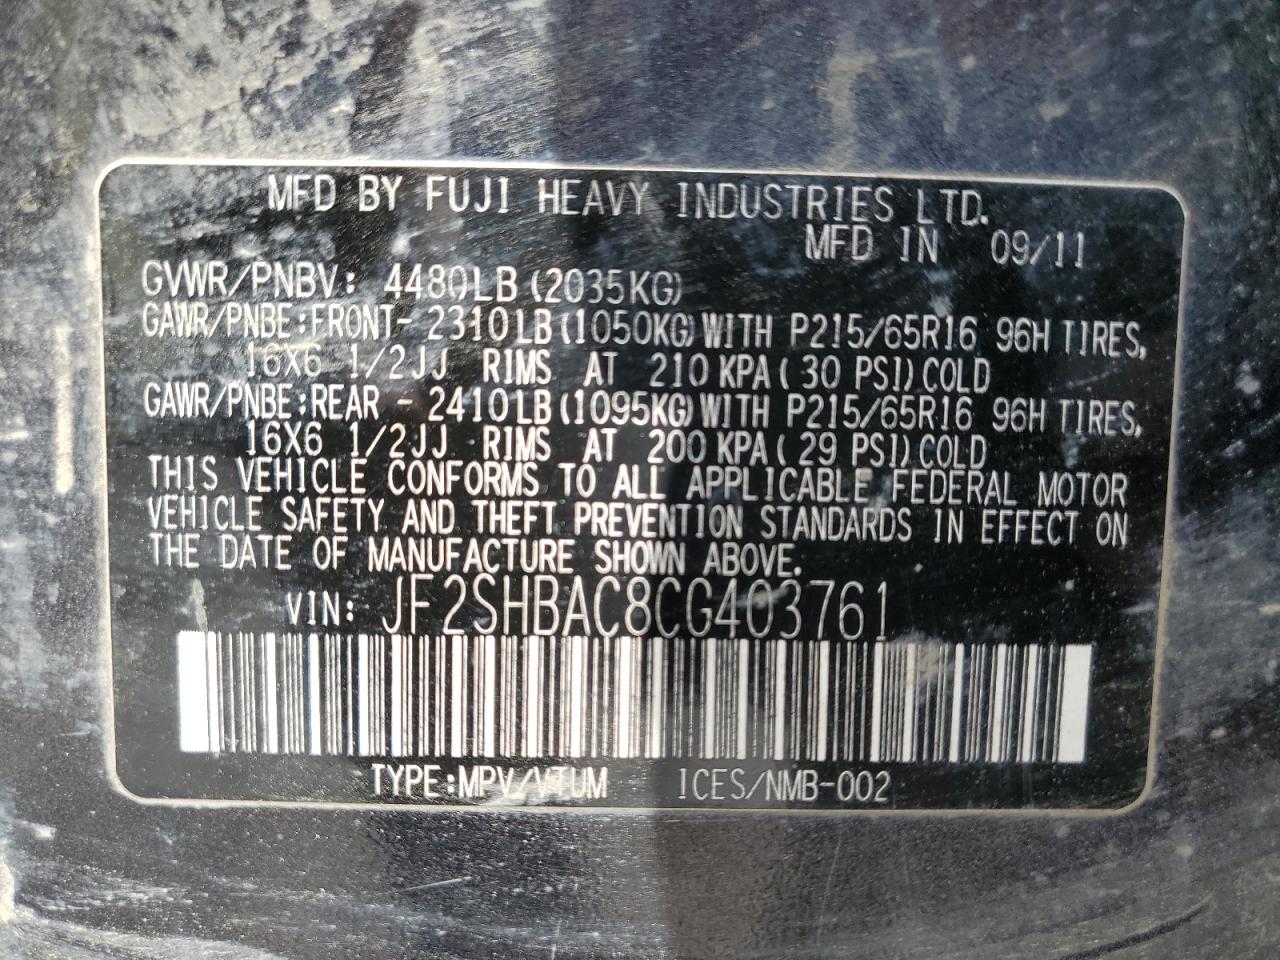 MFD BY FUJI HEAVY INDUSTRIES LTD.
MFD IN 09/11
GVWR/PNBV: 4480LB (2035KG)
GAWR/PNBE:FRONT- 2310LB (1050KG) WITH P215/65R16 96H TIRES,
16X6 1/2JJ RIMS AT 210 KPA( 30 PSI) COLD
GAWR/PNBE:REAR - 2410LB (1095KG) WITH P215/65R16 96H TIRES,
16X6 1/2JJ RIMS AT 200 KPA( 29 PSI) COLD
THIS VEHICLE CONFORMS TO ALL APPLICABLE FEDERAL MOTOR
VEHICLE SAFETY AND THEFT PREVENTION STANDARDS IN EFFECT ON
THE DATE OF MANUFACTURE SHOWN ABOVE.
VIN: JF2SHBAC8CG403761
TYPE:MPV/VTUM ICES/NMB-002